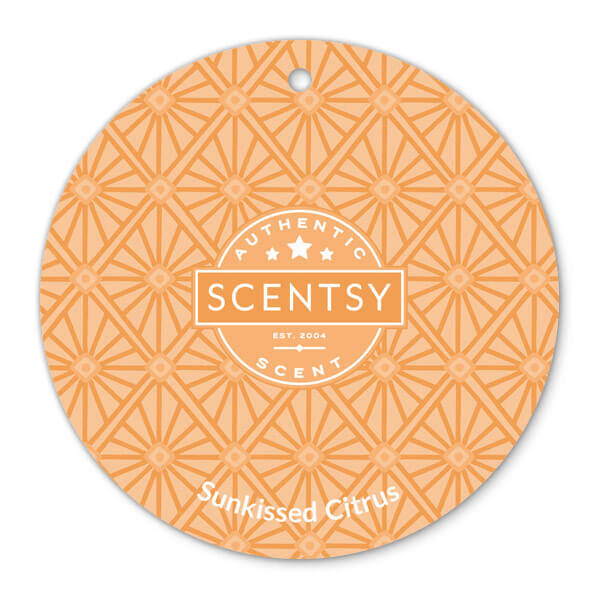 AUTHENTIC
SCENTSY
EST. 2004
SCENT
Sunkissed Citrus